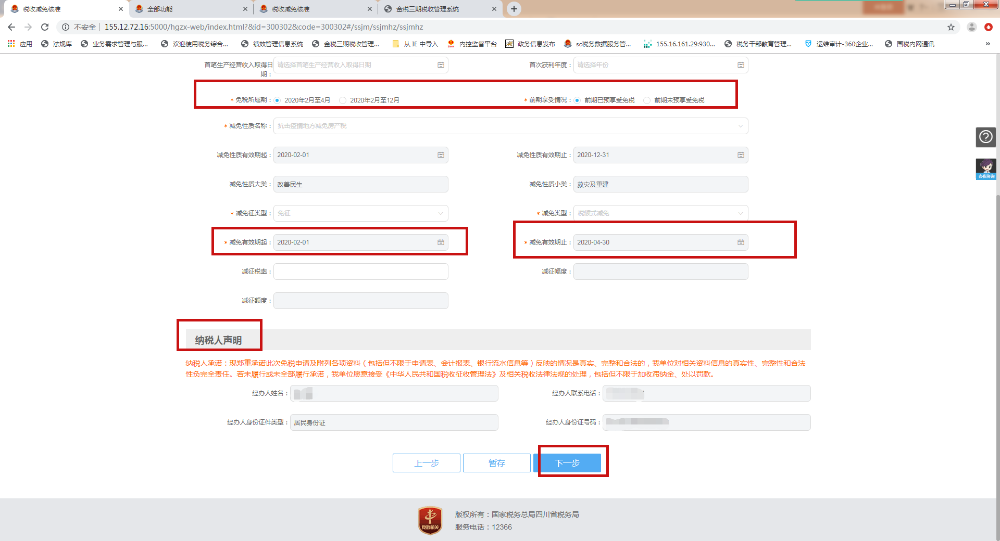 税收减免核准
全部功能
税收减免核准
金税三期税收管理系统
不安全 155.12.72.16:5000/hgzx-web/index.html?&id=300302&code=300302#/ssjm/ssjmhz/ssjmhz
应用 法规库 业务需求管理与服... 欢迎使用税务综合... 绩效管理信息系统 金税三期税收管理... 从 IE 中导入 内控监督平台 政务信息发布 sc税务数据服务管... 155.16.161.29:930... 税务干部教育管理... 运维审计-360企业... 国税内网通讯 »
首笔生产经营收入取得日期： 请选择首笔生产经营收入取得日期 首次获利年度： 请选择年份
* 免税所属期： 2020年2月至4月 2020年2月至12月 * 前期享受情况： 前期已预享受免税 前期未预享受免税
* 减免性质名称： 抗击疫情地方减免房产税
减免性质有效期起： 2020-02-01 减免性质有效期止： 2020-12-31
减免性质大类： 改善民生 减免性质小类： 救灾及重建
* 减免征类型： 免征 * 减免类型： 税额式减免
* 减免有效期起： 2020-02-01 * 减免有效期止： 2020-04-30
减征税率： 减征幅度：
减征额度：
办税咨询
纳税人声明
纳税人承诺：现郑重承诺此次免税申请及附列各项资料（包括但不限于申请表、会计报表、银行流水信息等）反映的情况是真实、完整和合法的，我单位对相关资料信息的真实性、完整性和合法
性负完全责任。若未履行或未全部履行承诺，我单位愿意接受《中华人民共和国税收征收管理法》及相关税收法律法规的处理，包括但不限于加收滞纳金、处以罚款。
经办人姓名： 经办人联系电话：
经办人身份证件类型： 居民身份证 经办人身份证号码：
上一步 暂存 下一步
党政机关
版权所有：国家税务总局四川省税务局
服务电话：12366